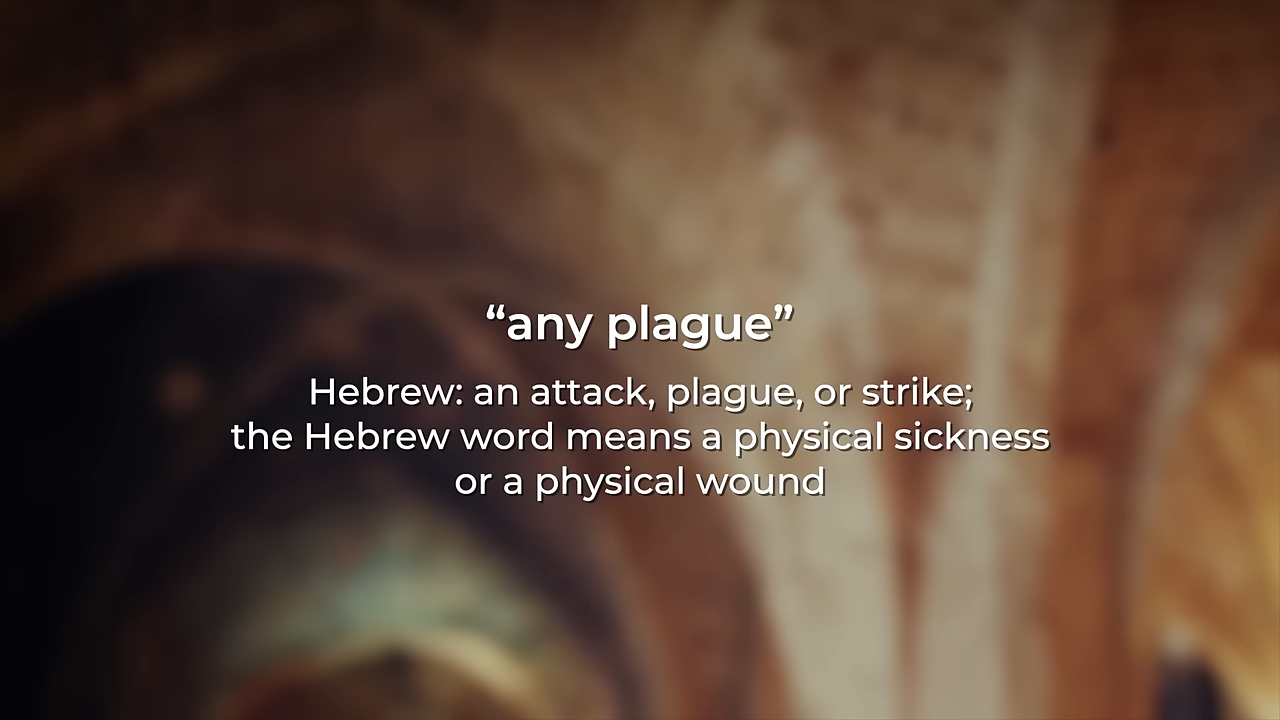 “any plague”
Hebrew: an attack, plague, or strike;
the Hebrew word means a physical sickness
or a physical wound